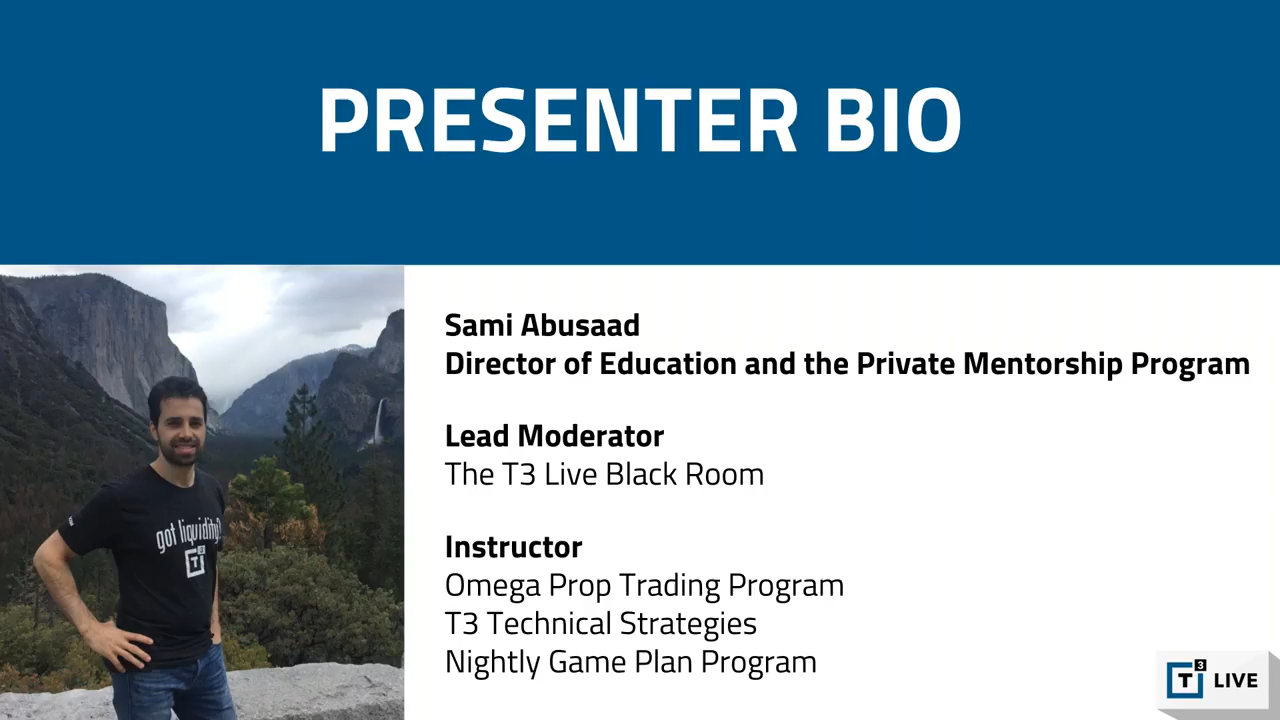 PRESENTER BIO
Sami Abusaad
Director of Education and the Private Mentorship Program
Lead Moderator
The T3 Live Black Room
Instructor
Omega Prop Trading Program
T3 Technical Strategies
Nightly Game Plan Program
got liquidity?
T3
T3 LIVE